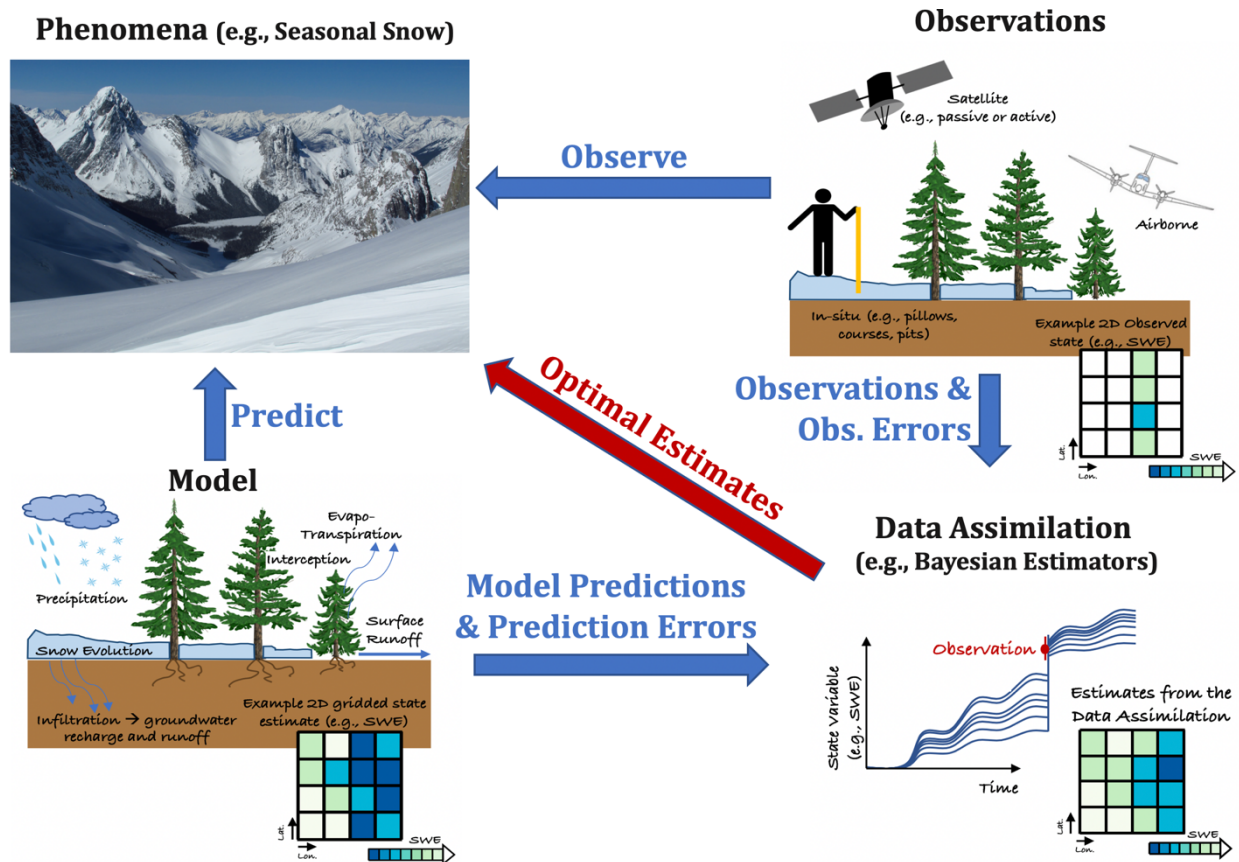 Phenomena (e.g., Seasonal Snow)
Observations
Satellite
(e.g., passive or active)
Observe
Airborne
In-situ (e.g., pillows,
courses, pits)
Example 2D Observed
state (e.g., SWE)
Lat.
Lon.
SWE
Observations &
Obs. Errors
Optimal Estimates
Predict
Model
Precipitation
Interception
Evapo-
Transpiration
Surface
Runoff
Snow Evolution
Infiltration → groundwater
recharge and runoff
Example 2D gridded state
estimate (e.g., SWE)
Lat.
Lon.
SWE
Model Predictions
& Prediction Errors
Data Assimilation
(e.g., Bayesian Estimators)
Observation
State Variable
(e.g., SWE)
Time
Estimates from the
Data Assimilation
Lat.
Lon.
SWE